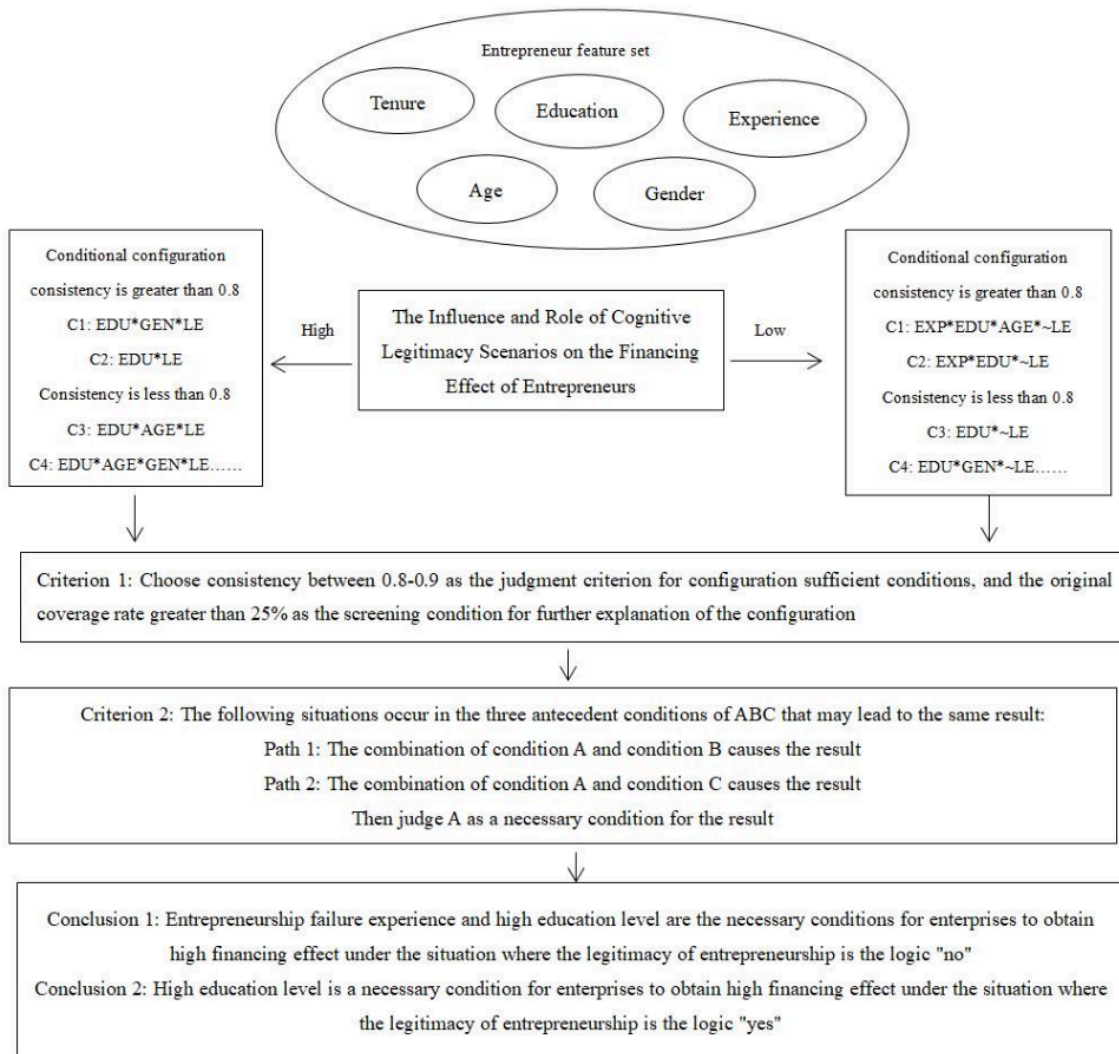 Entrepreneur feature set
Tenure
Education
Experience
Age
Gender
Conditional configuration
consistency is greater than 0.8
C1: EDU*GEN*LE
C2: EDU*LE
Consistency is less than 0.8
C3: EDU*AGE*LE
C4: EDU*AGE*GEN*LE……
High
The Influence and Role of Cognitive
Legitimacy Scenarios on the Financing
Effect of Entrepreneurs
Low
Conditional configuration
consistency is greater than 0.8
C1: EXP*EDU*AGE*~LE
C2: EXP*EDU*~LE
Consistency is less than 0.8
C3: EDU*~LE
C4: EDU*GEN*~LE……
Criterion 1: Choose consistency between 0.8-0.9 as the judgment criterion for configuration sufficient conditions, and the original
coverage rate greater than 25% as the screening condition for further explanation of the configuration
Criterion 2: The following situations occur in the three antecedent conditions of ABC that may lead to the same result:
Path 1: The combination of condition A and condition B causes the result
Path 2: The combination of condition A and condition C causes the result
Then judge A as a necessary condition for the result
Conclusion 1: Entrepreneurship failure experience and high education level are the necessary conditions for enterprises to obtain
high financing effect under the situation where the legitimacy of entrepreneurship is the logic "no"
Conclusion 2: High education level is a necessary condition for enterprises to obtain high financing effect under the situation where
the legitimacy of entrepreneurship is the logic "yes"